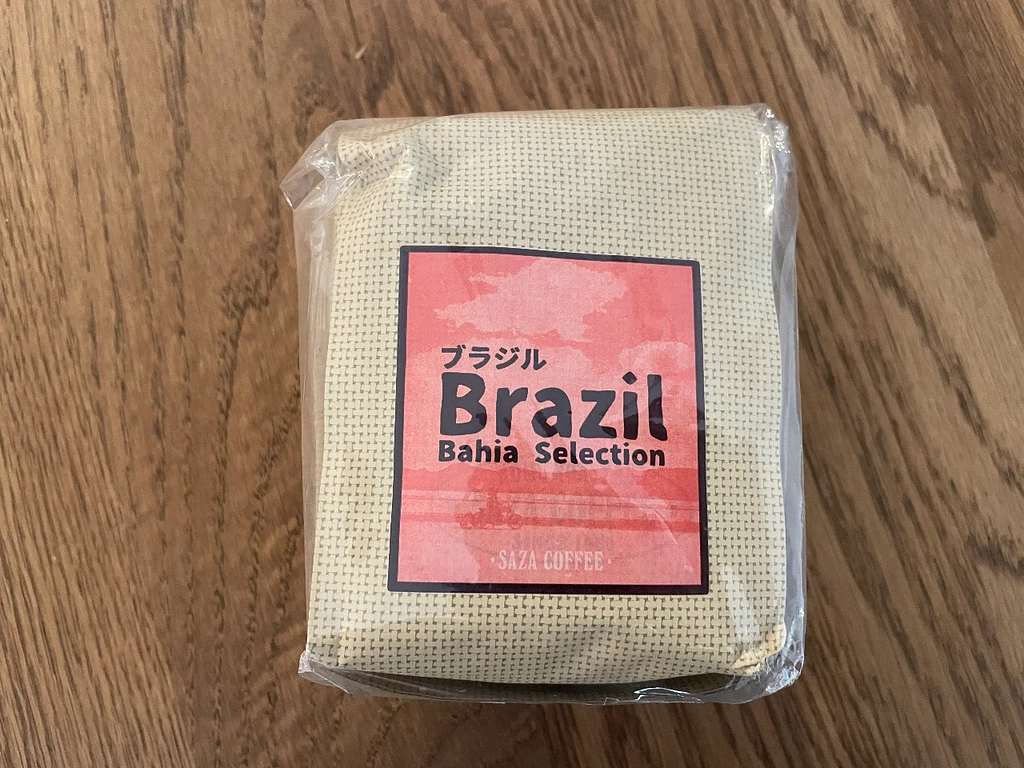 ブラジル
Brazil
Bahia Selection
SAZA COFFEE